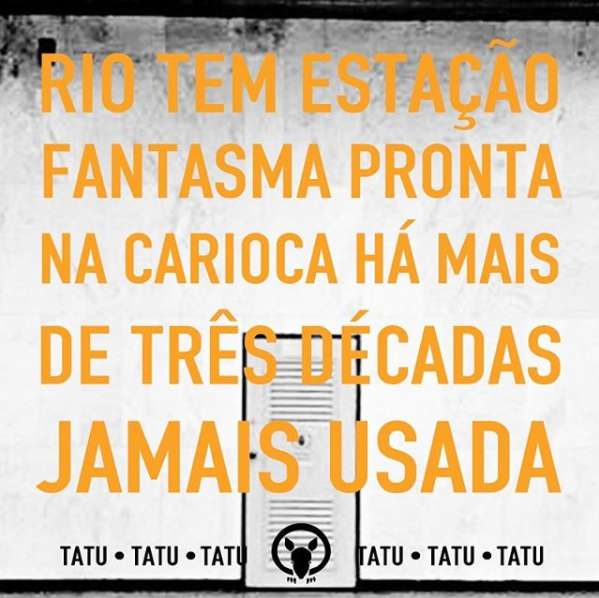 RIO TEM ESTAÇÃO
FANTASMA PRONTA
NA CARIOCA HÁ MAIS
DE TRÊS DÉCADAS
JAMAIS USADA
TATU • TATU • TATU TATU • TATU • TATU